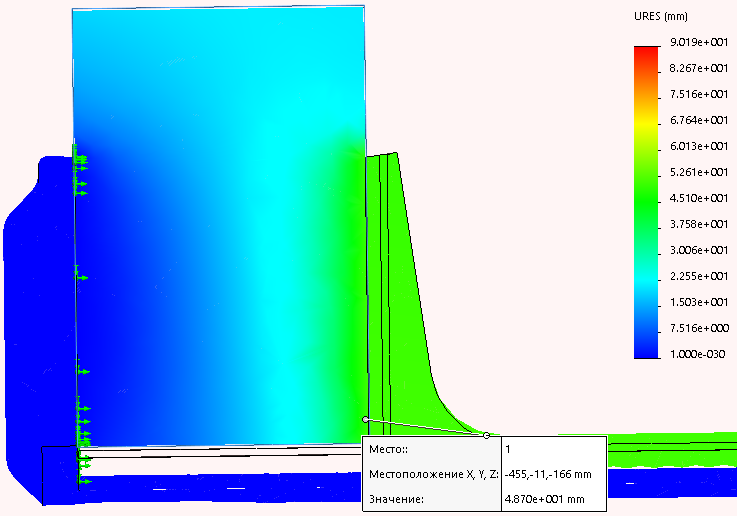 URES (mm)
9.019e+001
8.267e+001
7.516e+001
6.764e+001
6.013e+001
5.261e+001
4.510e+001
3.758e+001
3.006e+001
2.255e+001
1.503e+001
7.516e+000
1.000e-030
Место:: 1
Местоположение X, Y, Z: -455,-11,-166 mm
Значение: 4.870e+001 mm